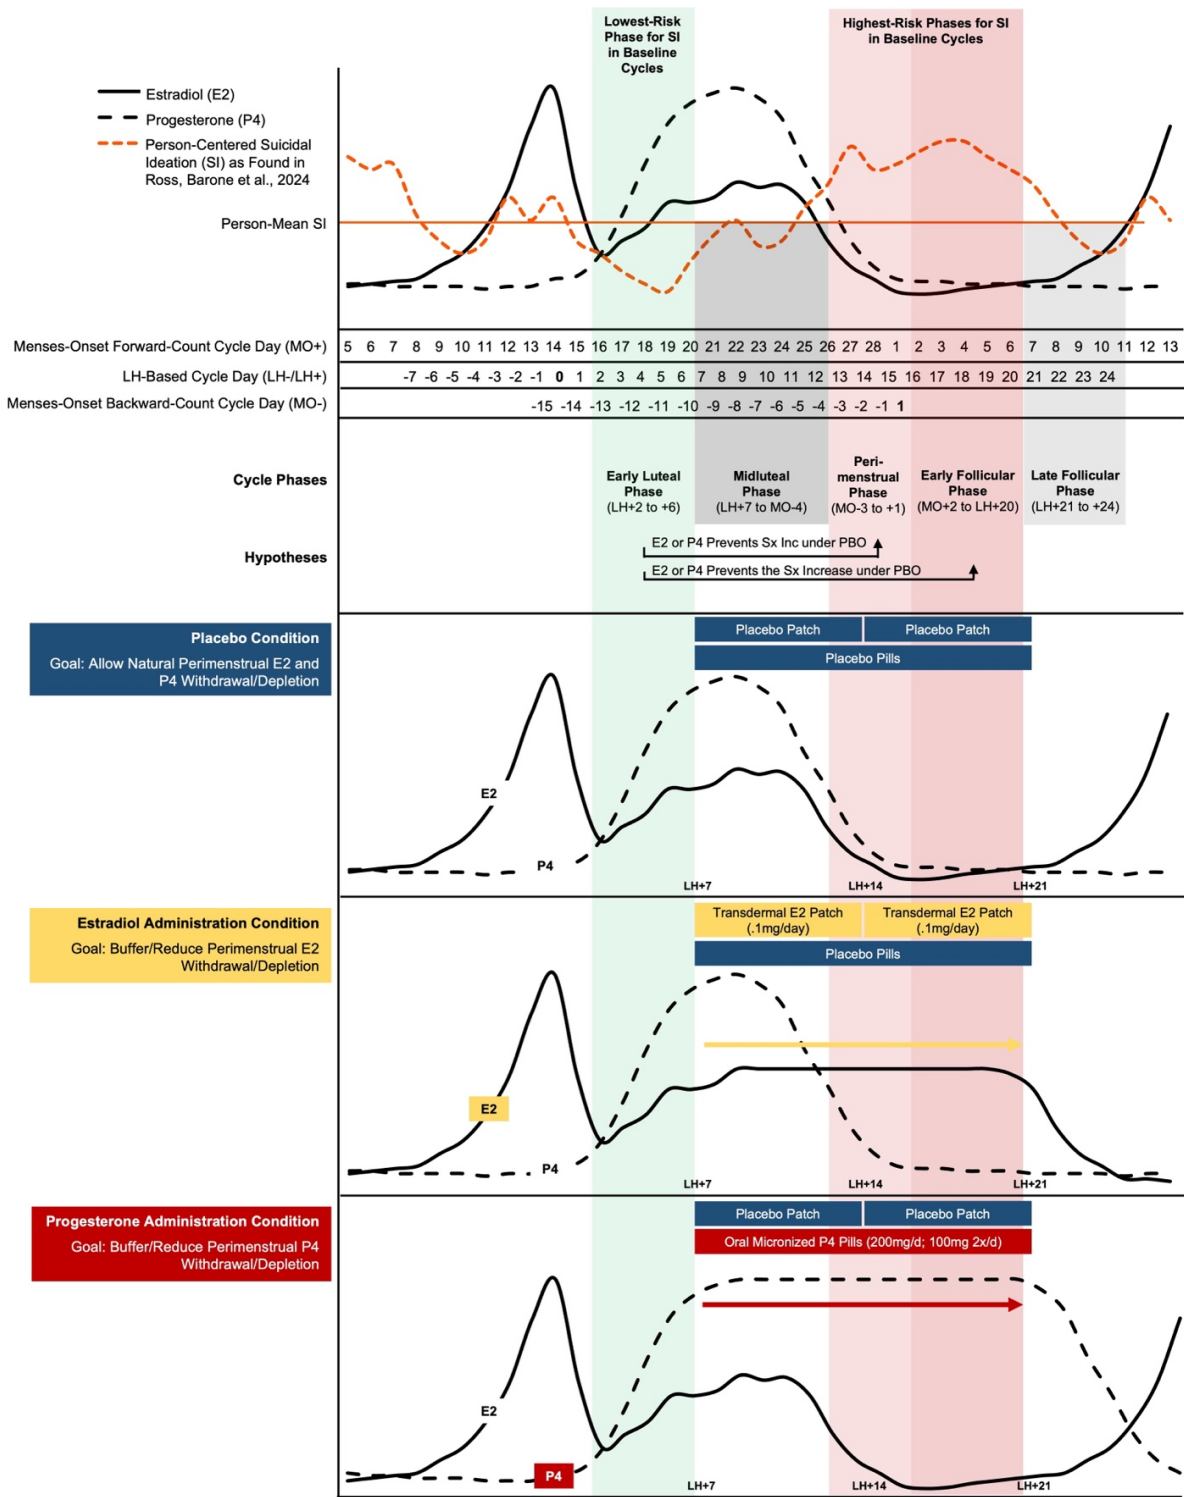 Lowest-Risk
Phase for SI
in Baseline
Cycles
Highest-Risk Phases for SI
in Baseline Cycles
Estradiol (E2)
Progesterone (P4)
Person-Centered Suicidal
Ideation (SI) as Found in
Ross, Barone et al., 2024
Person-Mean SI
Menses-Onset Forward-Count Cycle Day (MO+) 5 6 7 8 9 10 11 12 13 14 15 16 17 18 19 20 21 22 23 24 25 26 27 28 1 2 3 4 5 6 7 8 9 10 11 12 13
LH-Based Cycle Day (LH-/LH+) -7 -6 -5 -4 -3 -2 -1 0 1 2 3 4 5 6 7 8 9 10 11 12 13 14 15 16 17 18 19 20 21 22 23 24
Menses-Onset Backward-Count Cycle Day (MO-) -15 -14 -13 -12 -11 -10 -9 -8 -7 -6 -5 -4 -3 -2 -1 1
Cycle Phases
Early Luteal
Phase
(LH+2 to +6)
Midluteal
Phase
(LH+7 to MO-4)
Peri-
menstrual
Phase
(MO-3 to +1)
Early Follicular
Phase
(MO+2 to LH+20)
Late Follicular
Phase
(LH+21 to +24)
Hypotheses
E2 or P4 Prevents Sx Inc under PBO
E2 or P4 Prevents the Sx Increase under PBO
Placebo Condition
Goal: Allow Natural Perimenstrual E2 and
P4 Withdrawal/Depletion
Placebo Patch Placebo Patch
Placebo Pills
E2
P4
LH+7 LH+14 LH+21
Estradiol Administration Condition
Goal: Buffer/Reduce Perimenstrual E2
Withdrawal/Depletion
Transdermal E2 Patch
(.1mg/day)
Transdermal E2 Patch
(.1mg/day)
Placebo Pills
E2
P4
LH+7 LH+14 LH+21
Progesterone Administration Condition
Goal: Buffer/Reduce Perimenstrual P4
Withdrawal/Depletion
Placebo Patch Placebo Patch
Oral Micronized P4 Pills (200mg/d; 100mg 2x/d)
E2
P4
LH+7 LH+14 LH+21